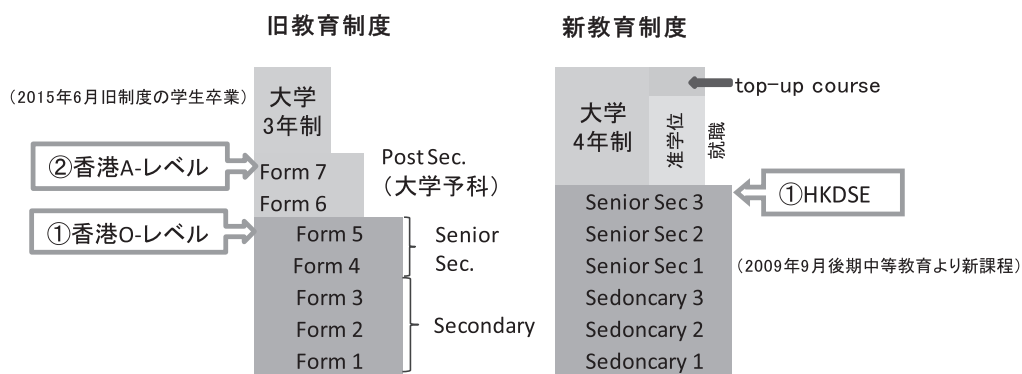 旧教育制度
(2015年6月旧制度の学生卒業)
大学
3年制
②香港A-レベル
Form 7
Form 6
Post Sec.
(大学予科)
①香港O-レベル
Form 5
Form 4
Form 3
Form 2
Form 1
Senior
Sec.
Secondary
新教育制度
大学
4年制
准学位
就職
top-up course
①HKDSE
Senior Sec 3
Senior Sec 2
Senior Sec 1
Sedoncary 3
Sedoncary 2
Sedoncary 1
(2009年9月後期中等教育より新課程)